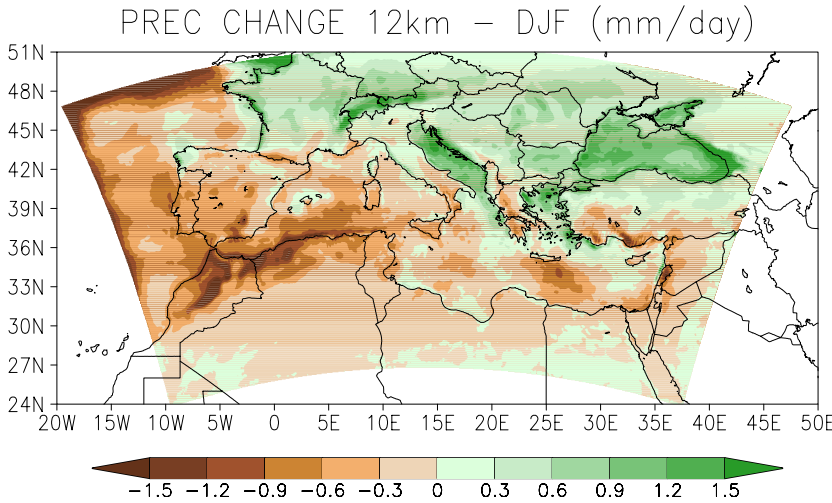 PREC CHANGE 12km – DJF (mm/day)
51N
48N
45N
42N
39N
36N
33N
30N
27N
24N
20W 15W 10W 5W 0 5E 10E 15E 20E 25E 30E 35E 40E 45E 50E
−1.5 −1.2 −0.9 −0.6 −0.3 0 0.3 0.6 0.9 1.2 1.5